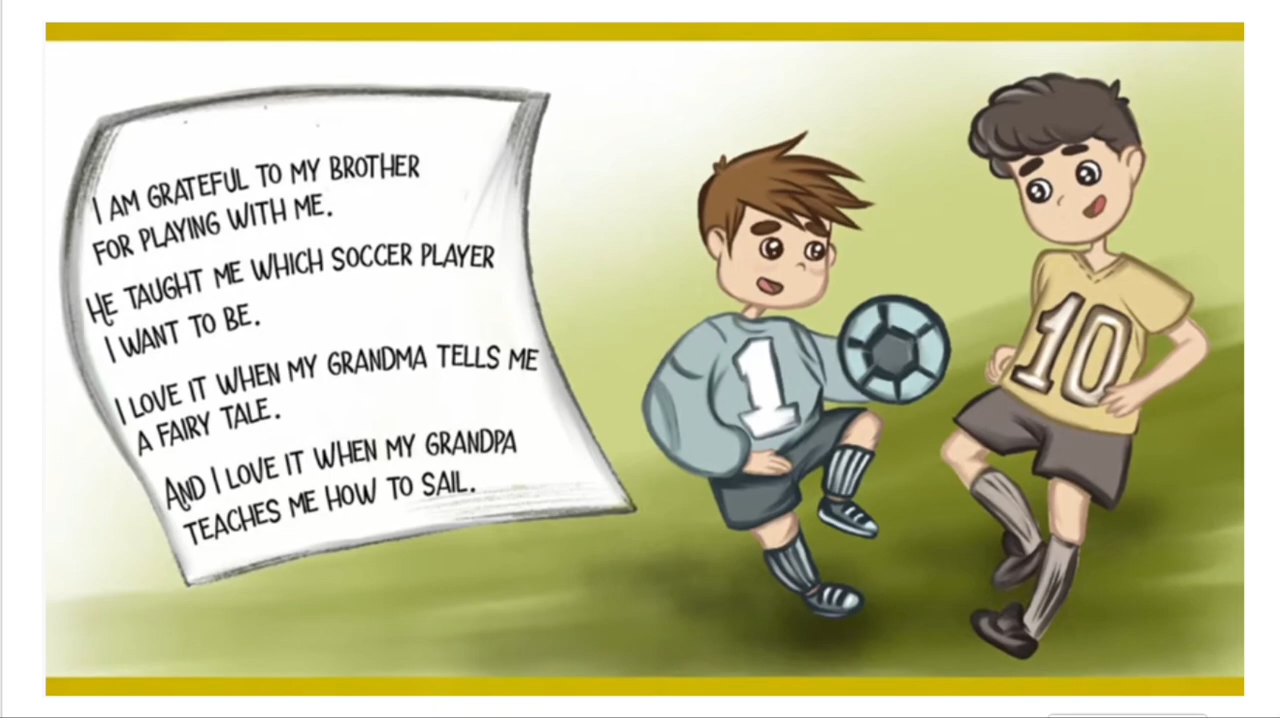 I AM GRATEFUL TO MY BROTHER
FOR PLAYING WITH ME.
HE TAUGHT ME WHICH SOCCER PLAYER
I WANT TO BE.
I LOVE IT WHEN MY GRANDMA TELLS ME
A FAIRY TALE.
AND I LOVE IT WHEN MY GRANDPA
TEACHES ME HOW TO SAIL.
1
10